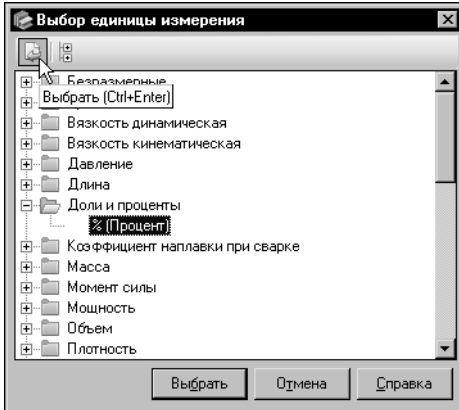 Выбор единицы измерения
Безразмерные
Выбрать (Ctrl+Enter)
Вязкость динамическая
Вязкость кинематическая
Давление
Длина
Доли и проценты
% (Процент)
Коэффициент наплавки при сварке
Масса
Момент силы
Мощность
Объем
Плотность
Выбрать Отмена Справка